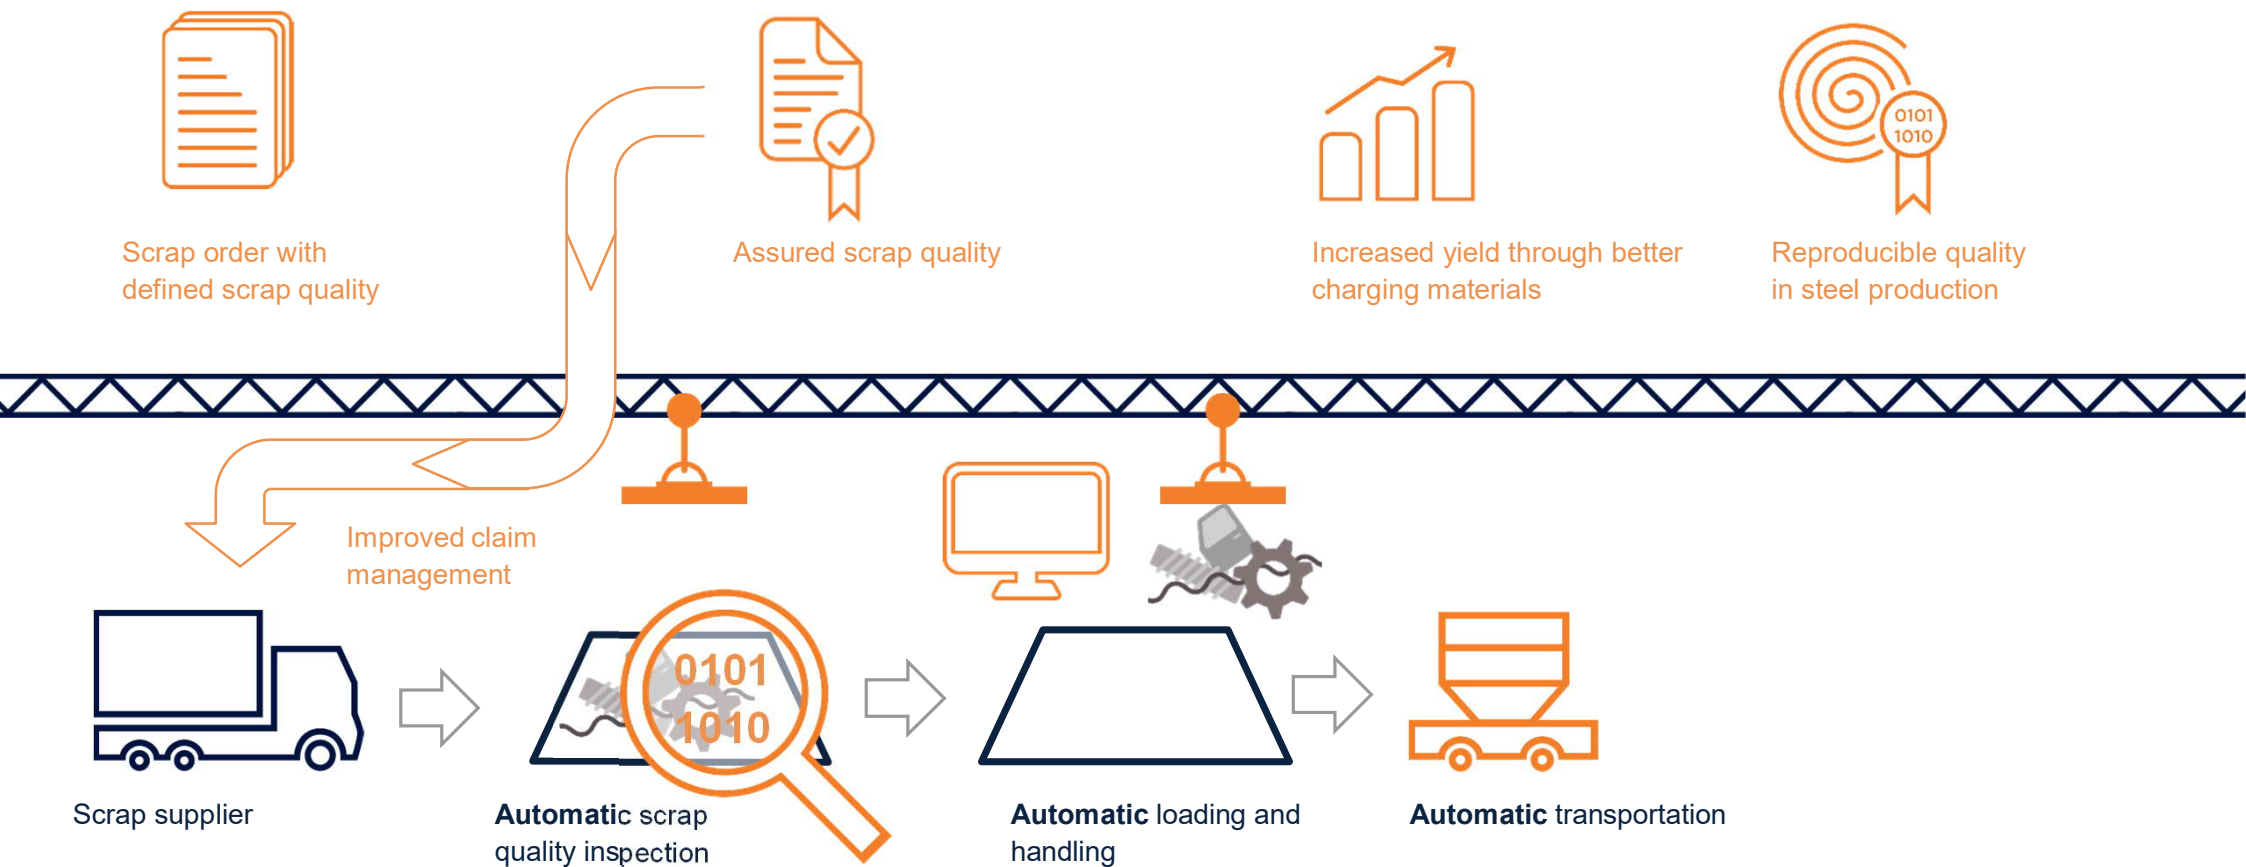 0101
1010
Scrap order with
defined scrap quality
Assured scrap quality
Increased yield through better
charging materials
Reproducible quality
in steel production
Improved claim
management
0101
1010
Scrap supplier
Automatic scrap
quality inspection
Automatic loading and
handling
Automatic transportation